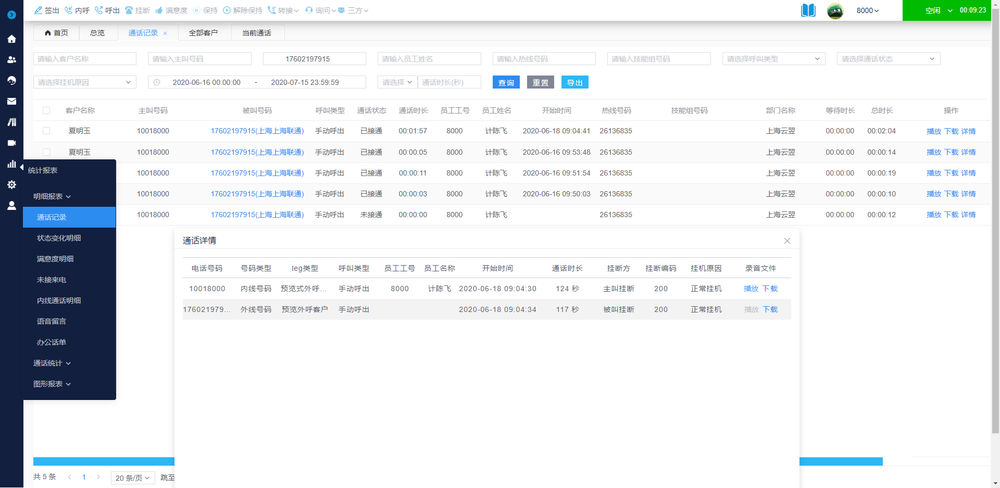 签出 内呼 呼出 挂断 满意度 保持 解除保持 转接 询问 三方 8000 空闲 00:09:23
首页 总览 通话记录 × 全部客户 当前通话
请输入客户名称 请输入主叫号码 17602197915 请输入员工姓名 请输入热线号码 请输入技能组号码 请选择呼叫类型 请选择通话状态
请选择挂机原因 2020-06-16 00:00:00 - 2020-07-15 23:59:59 请选择 通话时长(秒) 查询 重置 导出
客户名称 主叫号码 被叫号码 呼叫类型 通话状态 通话时长 员工工号 员工姓名 开始时间 热线号码 技能组号码 部门名称 等待时长 总时长 操作
夏明玉 10018000 17602197915(上海上海联通) 手动呼出 已接通 00:01:57 8000 计陈飞 2020-06-18 09:04:41 26136835 上海云翌 00:00:00 00:02:04 播放 下载 详情
夏明玉 10018000 17602197915(上海上海联通) 手动呼出 已接通 00:00:05 8000 计陈飞 2020-06-16 09:53:48 26136835 上海云翌 00:00:00 00:00:14 播放 下载 详情
10018000 17602197915(上海上海联通) 手动呼出 已接通 00:00:11 8000 计陈飞 2020-06-16 09:51:54 26136835 上海云翌 00:00:00 00:00:19 播放 下载 详情
10018000 17602197915(上海上海联通) 手动呼出 已接通 00:00:03 8000 计陈飞 2020-06-16 09:50:03 26136835 上海云翌 00:00:00 00:00:10 播放 下载 详情
10018000 17602197915(上海上海联通) 手动呼出 未接通 00:00:00 8000 计陈飞 26136835 上海云翌 00:00:00 00:00:12 播放 下载 详情
统计报表
明细报表
通话记录
状态变化明细
满意度明细
未接来电
内线通话明细
语音留言
办公话单
通话统计
图形报表
通话详情
电话号码 号码类型 leg类型 呼叫类型 员工工号 员工名称 开始时间 通话时长 挂断方 挂断编码 挂机原因 录音文件
10018000 内线号码 预览式外呼... 手动呼出 8000 计陈飞 2020-06-18 09:04:30 124 秒 主叫挂断 200 正常挂机 播放 下载
176021979... 外线号码 预览外呼客户 手动呼出 2020-06-18 09:04:34 117 秒 被叫挂断 200 正常挂机 播放 下载
共 5 条 1 20 条/页 跳至